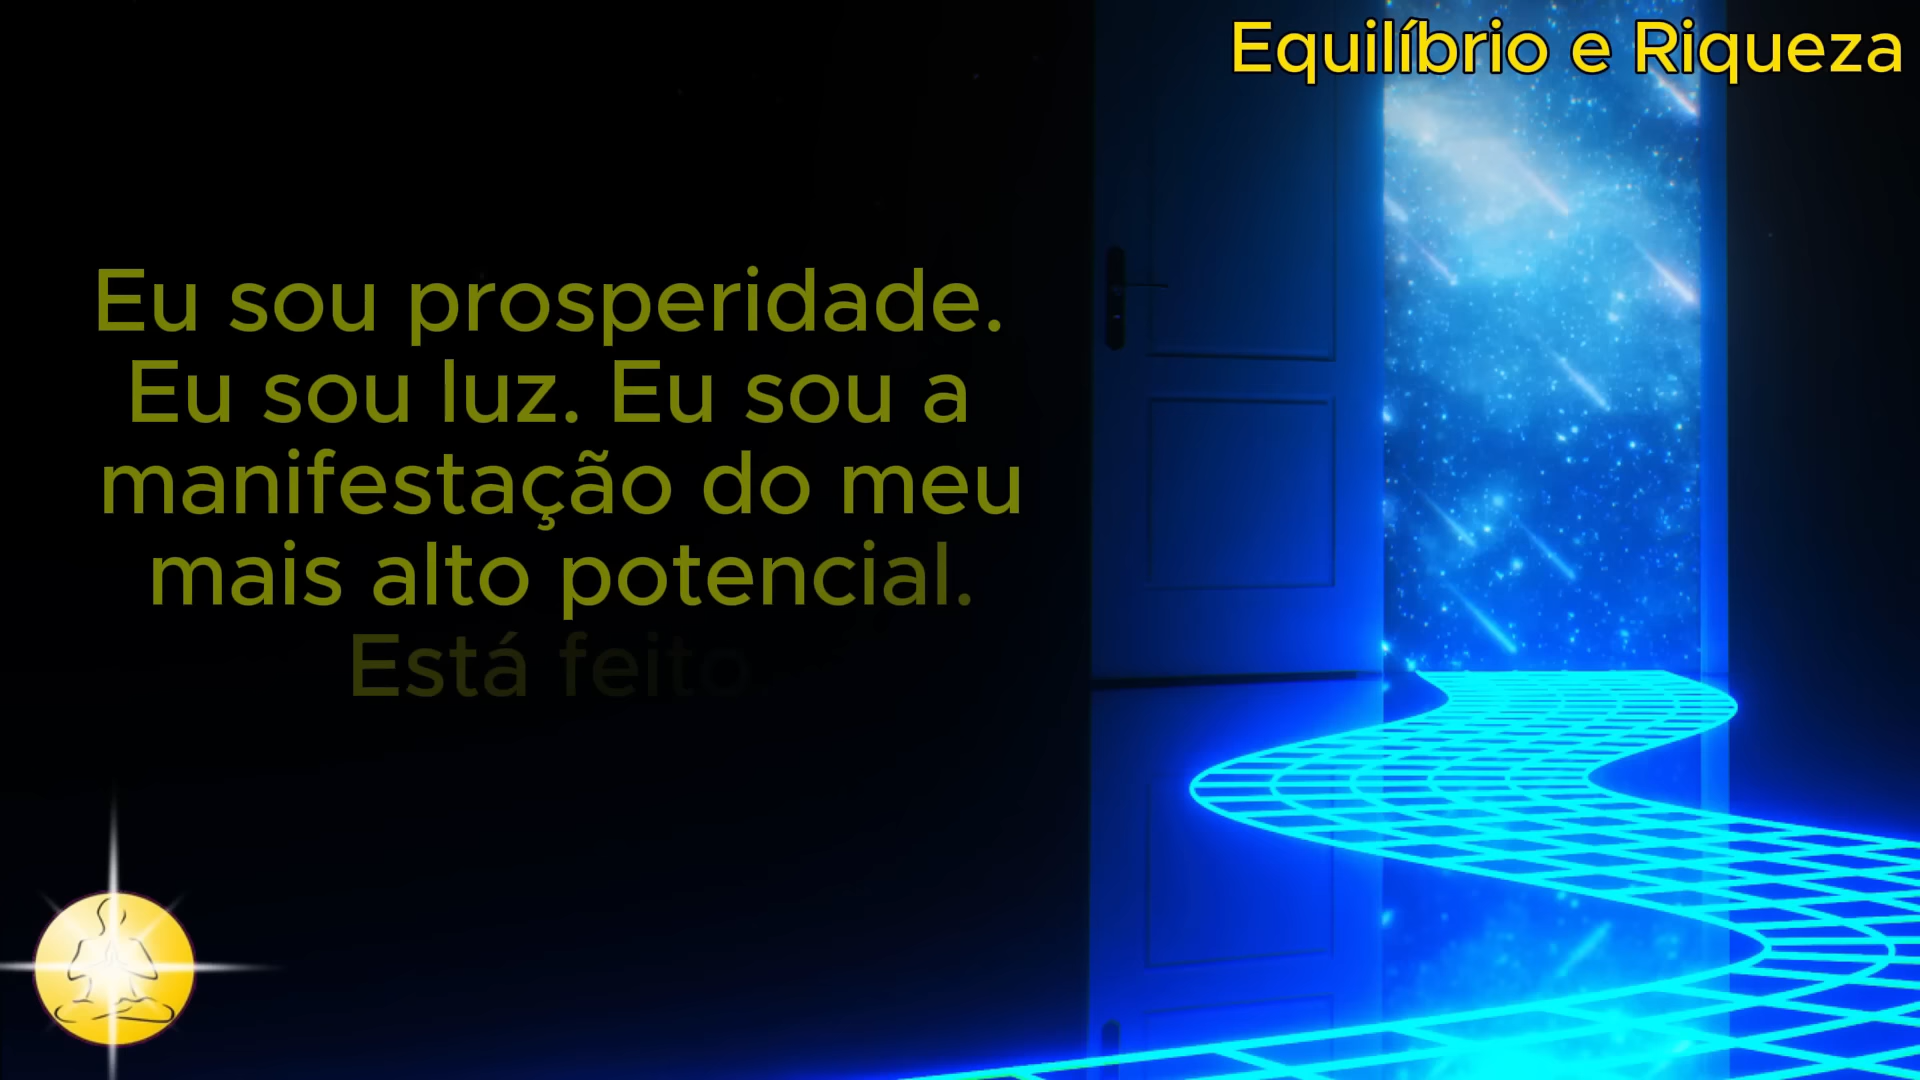 Equilíbrio e Riqueza
Eu sou prosperidade.
Eu sou luz. Eu sou a
manifestação do meu
mais alto potencial.
Está feito.